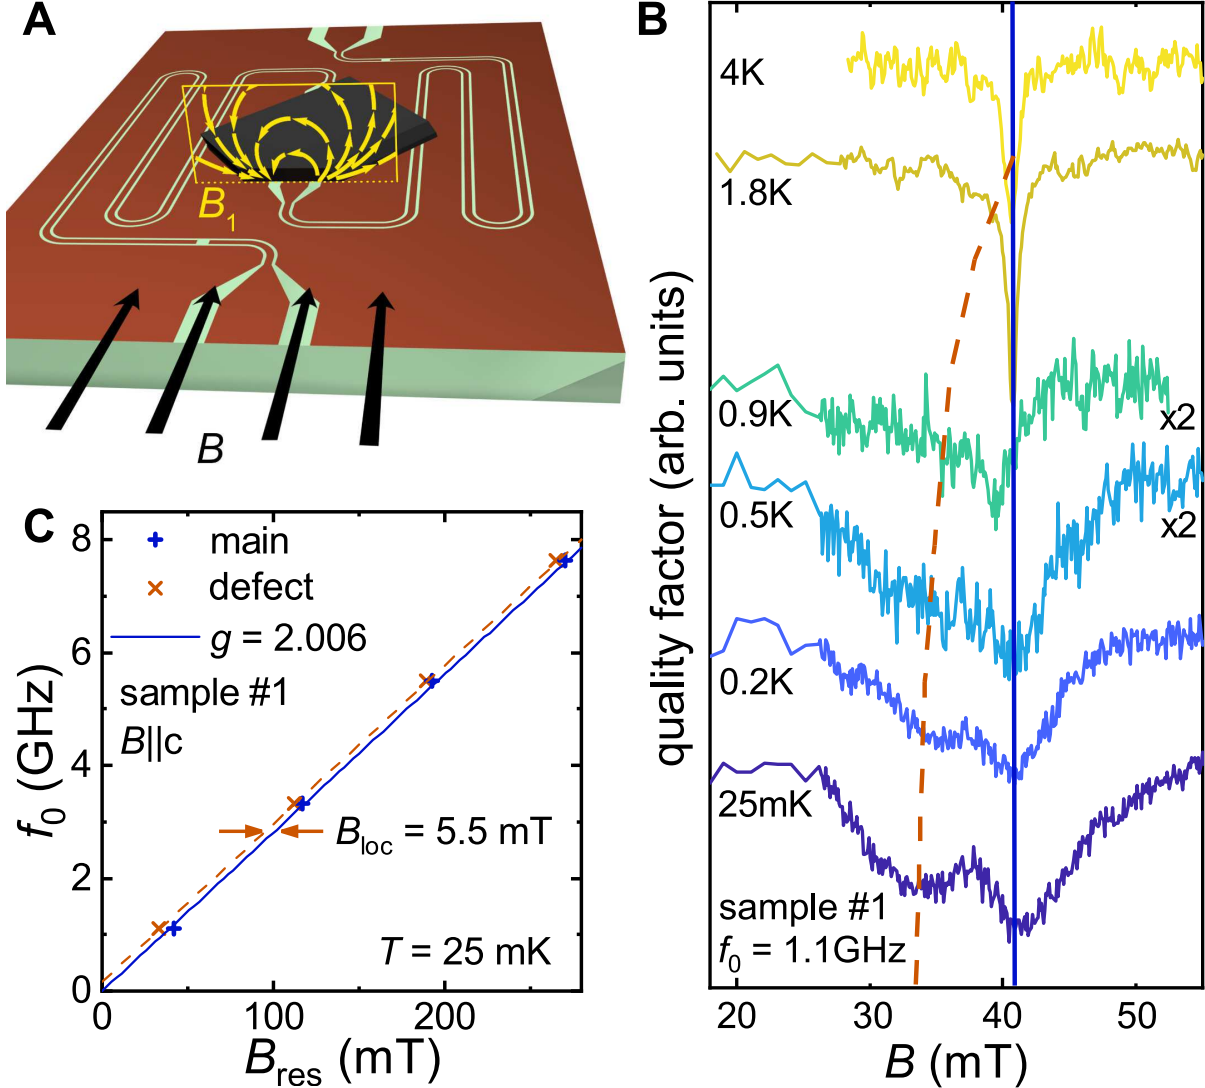 A
B₁
B
B
quality factor (arb. units)
4K
1.8K
0.9K
x2
0.5K
x2
0.2K
25mK
sample #1
f₀ = 1.1GHz
20 30 40 50
B (mT)
C
f₀ (GHz)
8
6
4
2
0
main
defect
g = 2.006
sample #1
B||c
B_loc = 5.5 mT
T = 25 mK
0 100 200
B_res (mT)